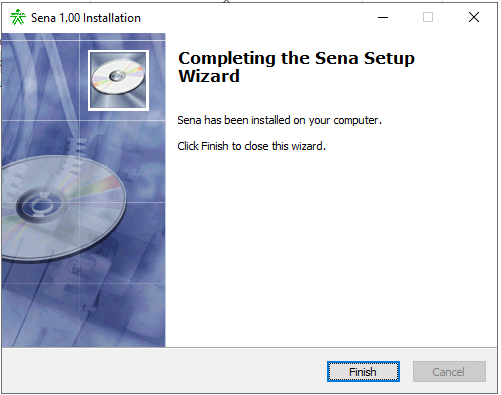 Sena 1.00 Installation
Completing the Sena Setup
Wizard
Sena has been installed on your computer.
Click Finish to close this wizard.
Finish
Cancel